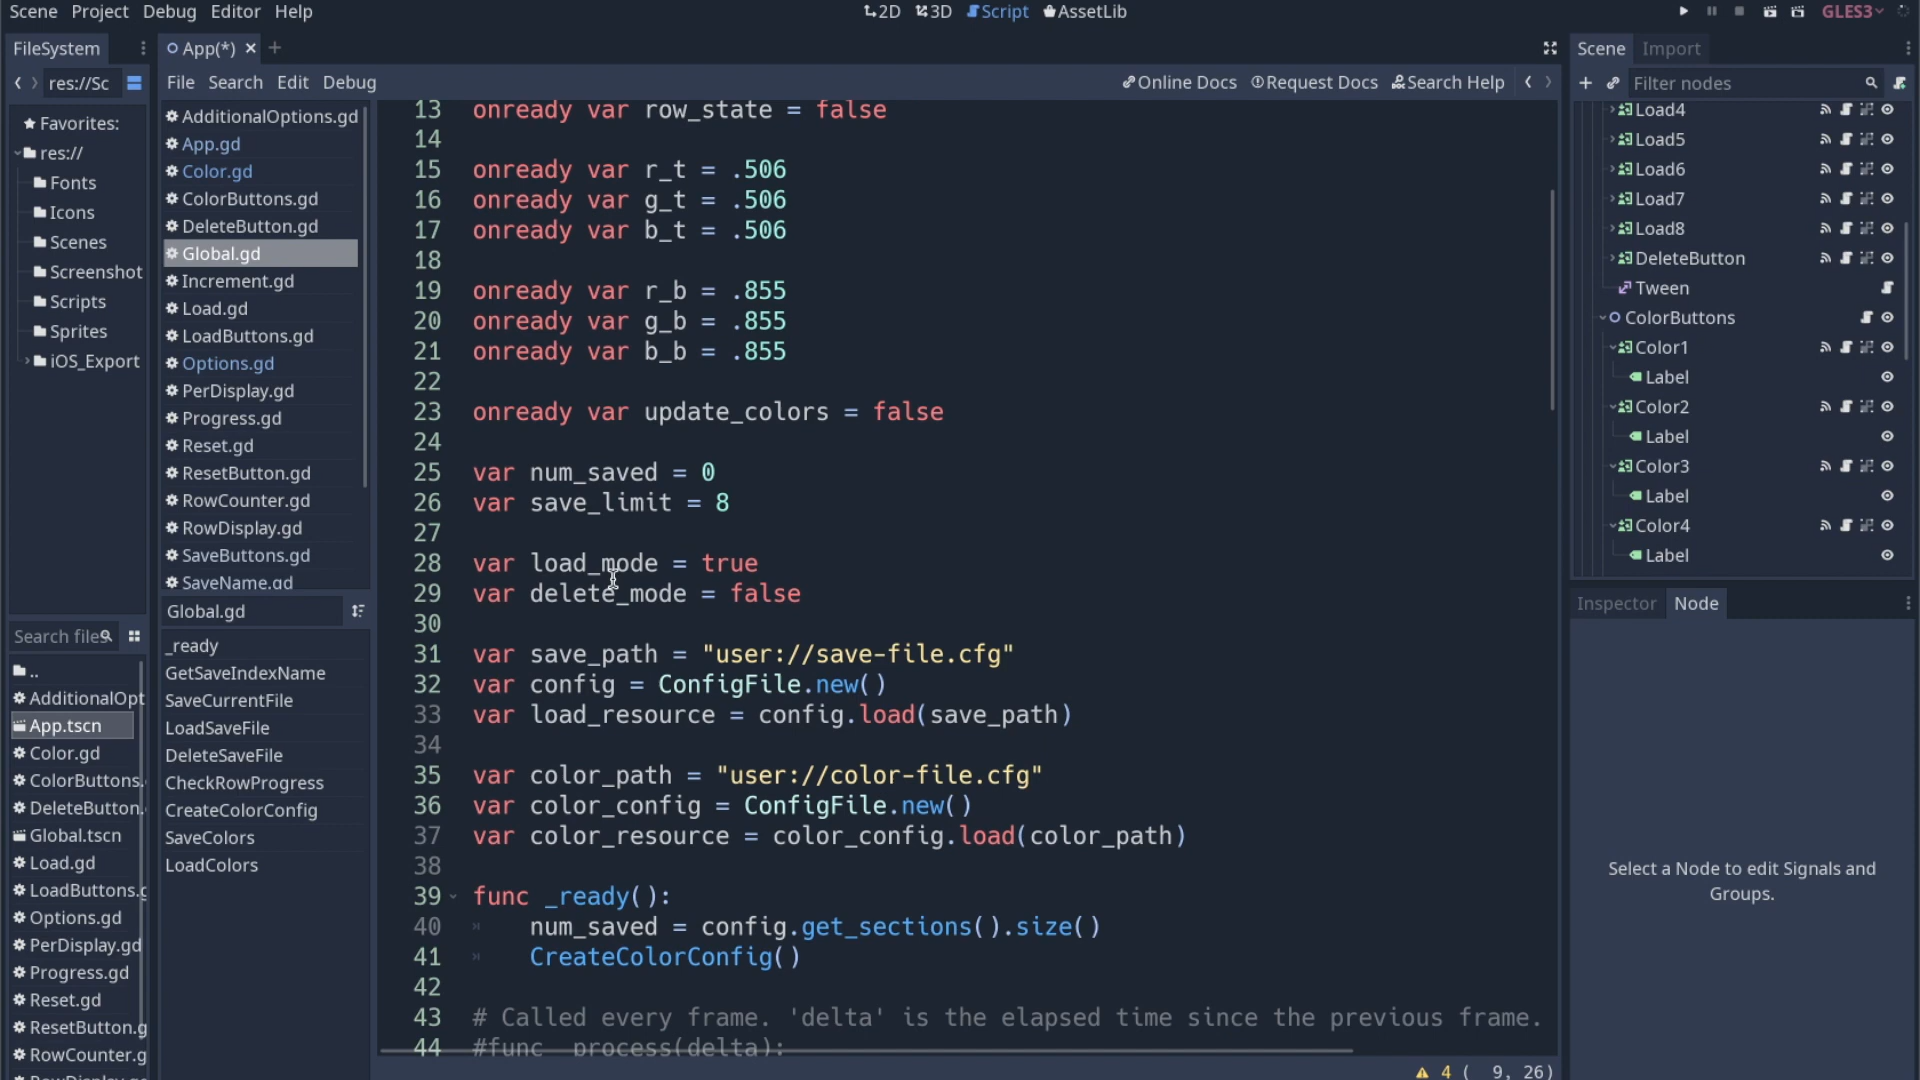 Scene Project Debug Editor Help
2D 3D Script AssetLib
GLES3
FileSystem
App(*)
Scene Import
res://Sc
File Search Edit Debug
Online Docs Request Docs Search Help
Filter nodes
Favorites:
res://
Fonts
Icons
Scenes
Screenshot
Scripts
Sprites
iOS_Export
Search files
..
AdditionalOpt
App.tscn
Color.gd
ColorButtons.
DeleteButton.
Global.tscn
Load.gd
LoadButtons.g
Options.gd
PerDisplay.gd
Progress.gd
Reset.gd
ResetButton.g
RowCounter.g
AdditionalOptions.gd
App.gd
Color.gd
ColorButtons.gd
DeleteButton.gd
Global.gd
Increment.gd
Load.gd
LoadButtons.gd
Options.gd
PerDisplay.gd
Progress.gd
Reset.gd
ResetButton.gd
RowCounter.gd
RowDisplay.gd
SaveButtons.gd
SaveName.gd
Global.gd
_ready
GetSaveIndexName
SaveCurrentFile
LoadSaveFile
DeleteSaveFile
CheckRowProgress
CreateColorConfig
SaveColors
LoadColors
13 onready var row_state = false
14
15 onready var r_t = .506
16 onready var g_t = .506
17 onready var b_t = .506
18
19 onready var r_b = .855
20 onready var g_b = .855
21 onready var b_b = .855
22
23 onready var update_colors = false
24
25 var num_saved = 0
26 var save_limit = 8
27
28 var load_mode = true
29 var delete_mode = false
30
31 var save_path = "user://save-file.cfg"
32 var config = ConfigFile.new()
33 var load_resource = config.load(save_path)
34
35 var color_path = "user://color-file.cfg"
36 var color_config = ConfigFile.new()
37 var color_resource = color_config.load(color_path)
38
39 func _ready():
40 num_saved = config.get_sections().size()
41 CreateColorConfig()
42
43 # Called every frame. 'delta' is the elapsed time since the previous frame.
44 #func _process(delta):
4 ( 9, 26)
Load4
Load5
Load6
Load7
Load8
DeleteButton
Tween
ColorButtons
Color1
Label
Color2
Label
Color3
Label
Color4
Label
Inspector Node
Select a Node to edit Signals and
Groups.